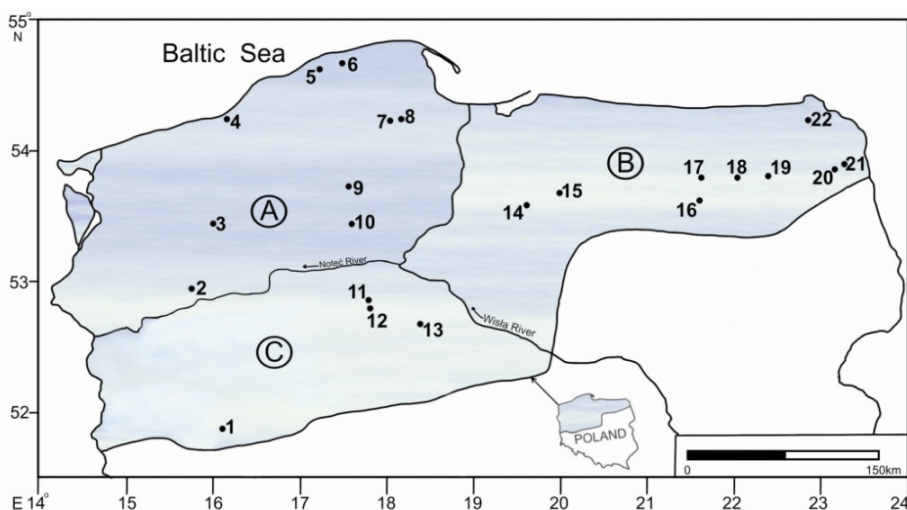 55°
N
Baltic Sea
5 6
4
7 8
22
54
B
17 18 19
20 21
9
15
14
16
A
3
10
53
Noteć River
2
11
12
13
Wisła River
C
52
1
POLAND
0 150km
E 14° 15 16 17 18 19 20 21 22 23 24